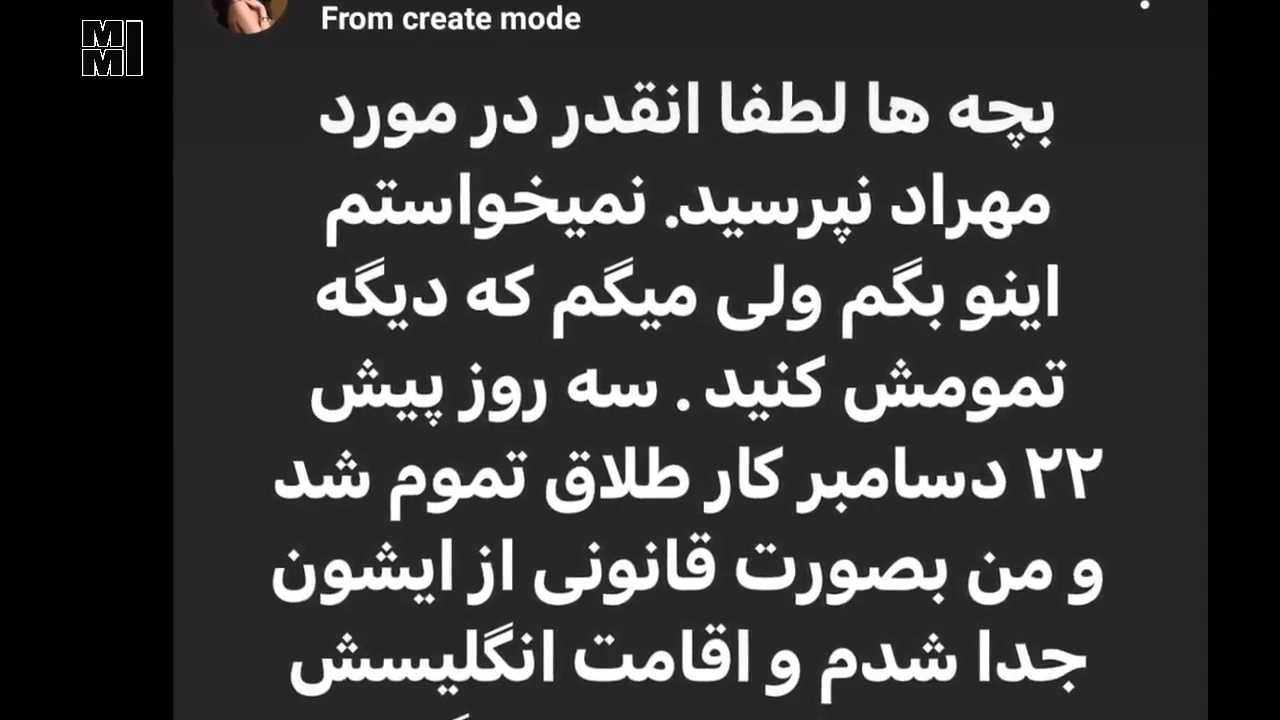 MMI
From create mode
بچه ها لطفا انقدر در مورد
مهراد نپرسید. نمیخواستم
اینو بگم ولی میگم که دیگه
تمومش کنید . سه روز پیش
۲۲ دسامبر کار طلاق تموم شد
و من بصورت قانونی از ایشون
جدا شدم و اقامت انگلیسش